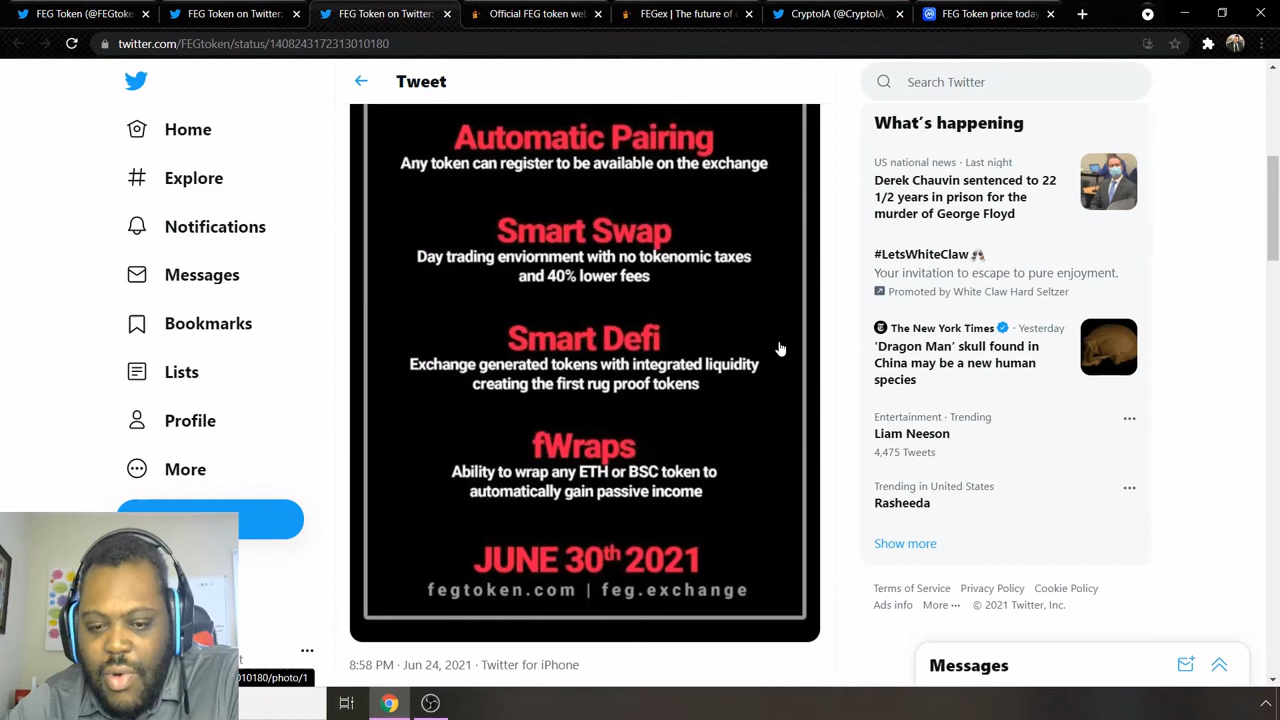 FEG Token (@FEGtoke
FEG Token on Twitter:
FEG Token on Twitter:
Official FEG token wel
FEGex | The future of
CryptoIA (@CryptoIA_
FEG Token price today
twitter.com/FEGtoken/status/1408243172313010180
Tweet
Search Twitter
Home
Explore
Notifications
Messages
Bookmarks
Lists
Profile
More
Automatic Pairing
Any token can register to be available on the exchange
Smart Swap
Day trading enviornment with no tokenomic taxes
and 40% lower fees
Smart Defi
Exchange generated tokens with integrated liquidity
creating the first rug proof tokens
fWraps
Ability to wrap any ETH or BSC token to
automatically gain passive income
JUNE 30th 2021
fegtoken.com | feg.exchange
8:58 PM · Jun 24, 2021 · Twitter for iPhone
What's happening
US national news · Last night
Derek Chauvin sentenced to 22
1/2 years in prison for the
murder of George Floyd
#LetsWhiteClaw
Your invitation to escape to pure enjoyment.
Promoted by White Claw Hard Seltzer
The New York Times · Yesterday
'Dragon Man' skull found in
China may be a new human
species
Entertainment · Trending
Liam Neeson
4,475 Tweets
Trending in United States
Rasheeda
Show more
Terms of Service Privacy Policy Cookie Policy
Ads info More ··· © 2021 Twitter, Inc.
Messages
010180/photo/1